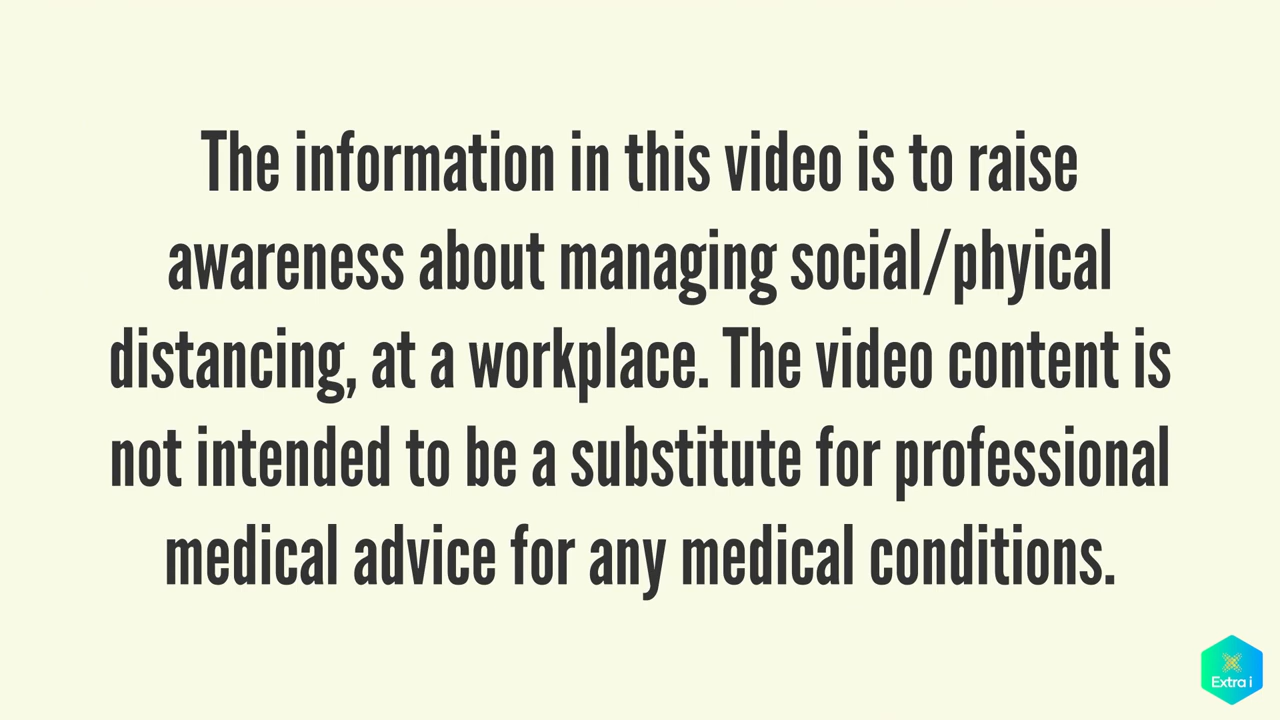 The information in this video is to raise
awareness about managing social/phyical
distancing, at a workplace. The video content is
not intended to be a substitute for professional
medical advice for any medical conditions.
Extra i